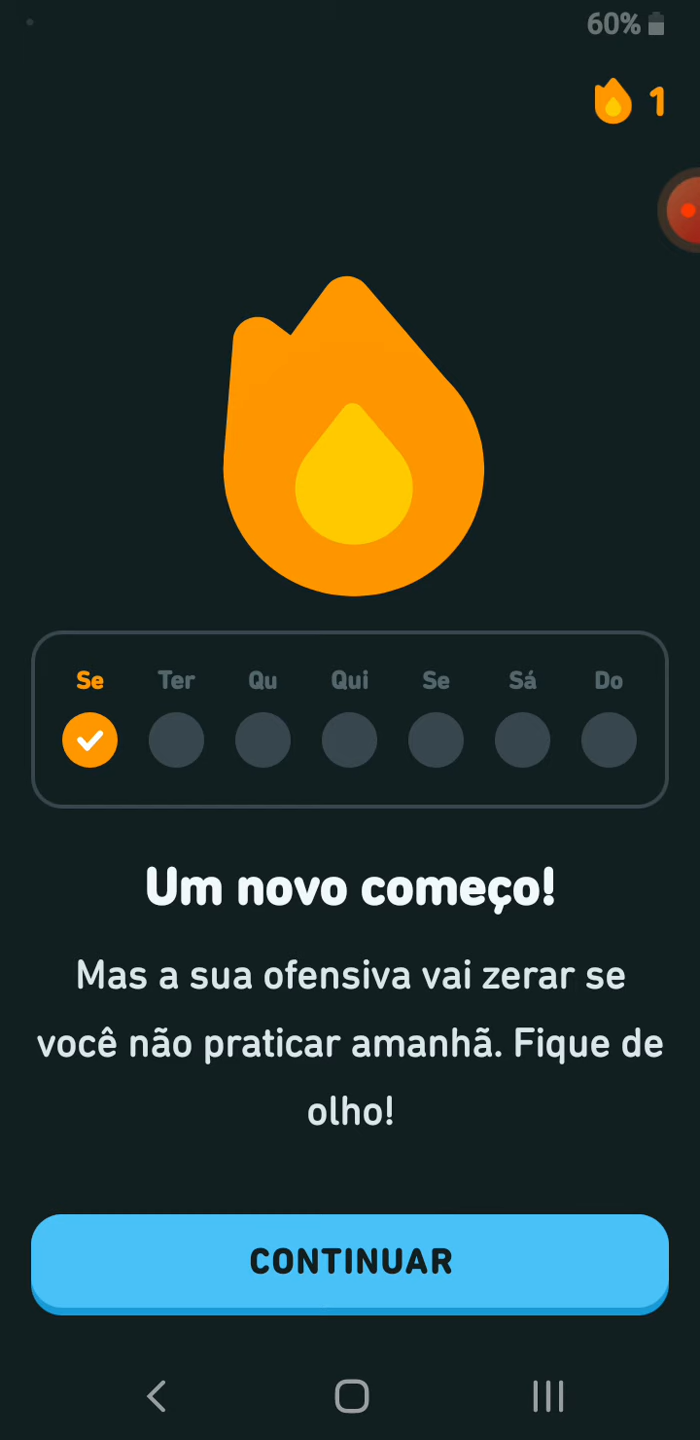 60%
1
Se Ter Qu Qui Se Sá Do
Um novo começo!
Mas a sua ofensiva vai zerar se
você não praticar amanhã. Fique de
olho!
CONTINUAR